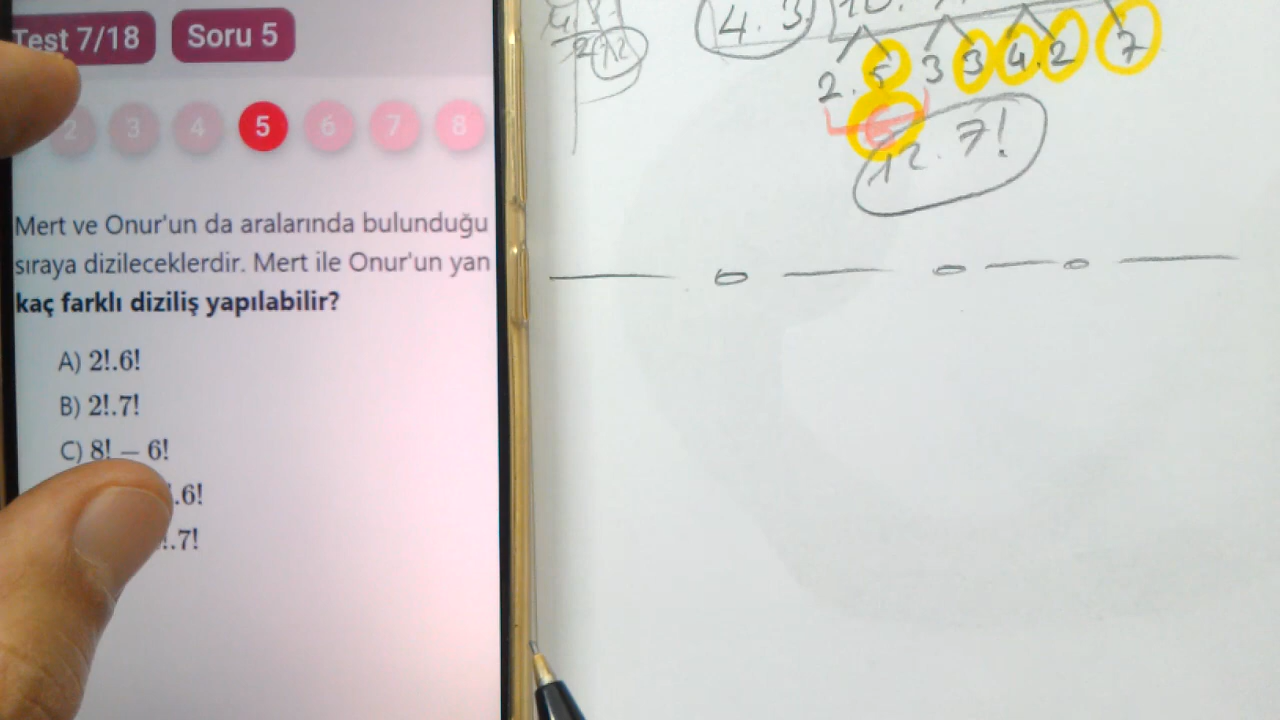 Test 7/18 Soru 5
2 3 4 5 6 7 8
Mert ve Onur'un da aralarında bulunduğu
sıraya dizileceklerdir. Mert ile Onur'un yan
kaç farklı diziliş yapılabilir?
A) 2!.6!
B) 2!.7!
C) 8! – 6!
.6!
!.7!
4.3
2.5 3 3 4.2 7
12.7!